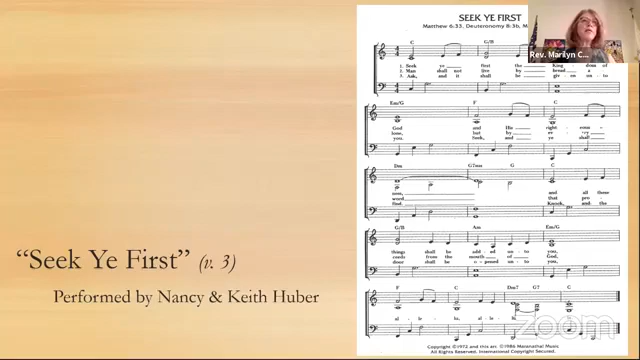 SEEK YE FIRST
Matthew 6:33, Deuteronomy 8:3b, M
Rev. Marilyn C...
C G/B
1. Seek ye first the King dom of
2. Man shall not live by bread a
3. Ask, and it shall be giv en un to
Em/G F C
God and His right eous
lone, but by ev ery
you. Seek, and ye shall
Dm G7sus G C
ness, and all these
word that pro
find. Knock, and the
G/B Am Em/G
things shall be add ed un to you.
ceeds from the mouth of God.
door shall be o pened un to you.
F C Dm7 G7 C
al le lu, al le
"Seek Ye First" (v. 3)
Performed by Nancy & Keith Huber
Copyright ©1972 and this arr. ©1986 Maranatha! Music
All Rights Reserved. International Copyright Secured.
zoom